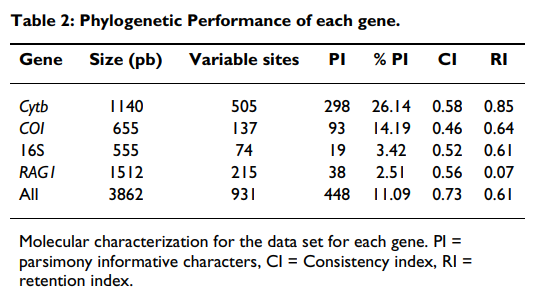 Table 2: Phylogenetic Performance of each gene.
Gene Size (pb) Variable sites PI % PI CI RI
Cytb 1140 505 298 26.14 0.58 0.85
COI 655 137 93 14.19 0.46 0.64
16S 555 74 19 3.42 0.52 0.61
RAG1 1512 215 38 2.51 0.56 0.07
All 3862 931 448 11.09 0.73 0.61
Molecular characterization for the data set for each gene. PI =
parsimony informative characters, CI = Consistency index, RI =
retention index.